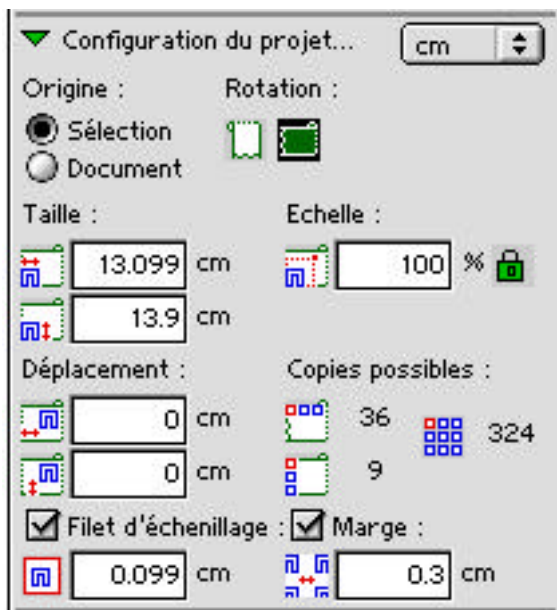 Configuration du projet... cm
Origine : Rotation :
Sélection
Document
Taille : Echelle :
13.099 cm 100 %
13.9 cm
Déplacement : Copies possibles :
0 cm 36 324
0 cm 9
Filet d'échenillage : Marge :
0.099 cm 0.3 cm